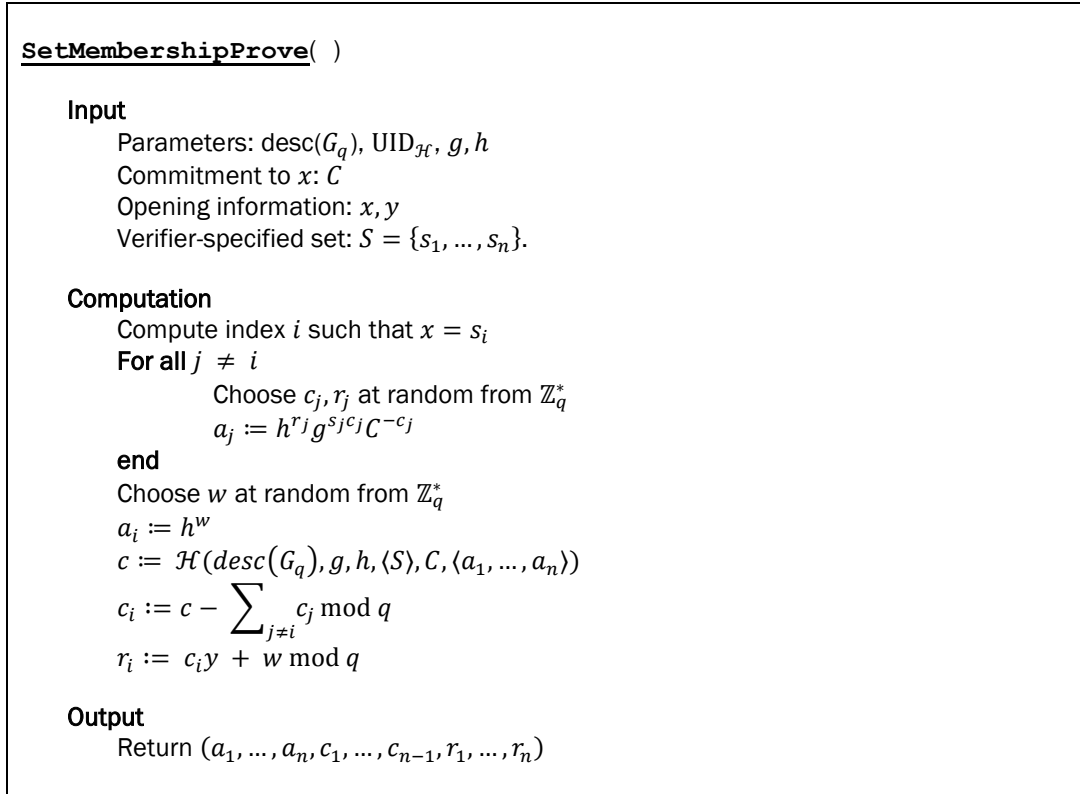 SetMembershipProve( )
Input
Parameters: desc(G_q), UID_ℋ, g, h
Commitment to x: C
Opening information: x, y
Verifier-specified set: S = {s_1, … , s_n}.
Computation
Compute index i such that x = s_i
For all j ≠ i
Choose c_j, r_j at random from ℤ_q^*
a_j ≔ h^{r_j} g^{s_j c_j} C^{−c_j}
end
Choose w at random from ℤ_q^*
a_i ≔ h^w
c ≔ ℋ(desc(G_q), g, h, ⟨S⟩, C, ⟨a_1, … , a_n⟩)
c_i := c − ∑_{j≠i} c_j mod q
r_i ≔ c_i y + w mod q
Output
Return (a_1, … , a_n, c_1, … , c_{n−1}, r_1, … , r_n)